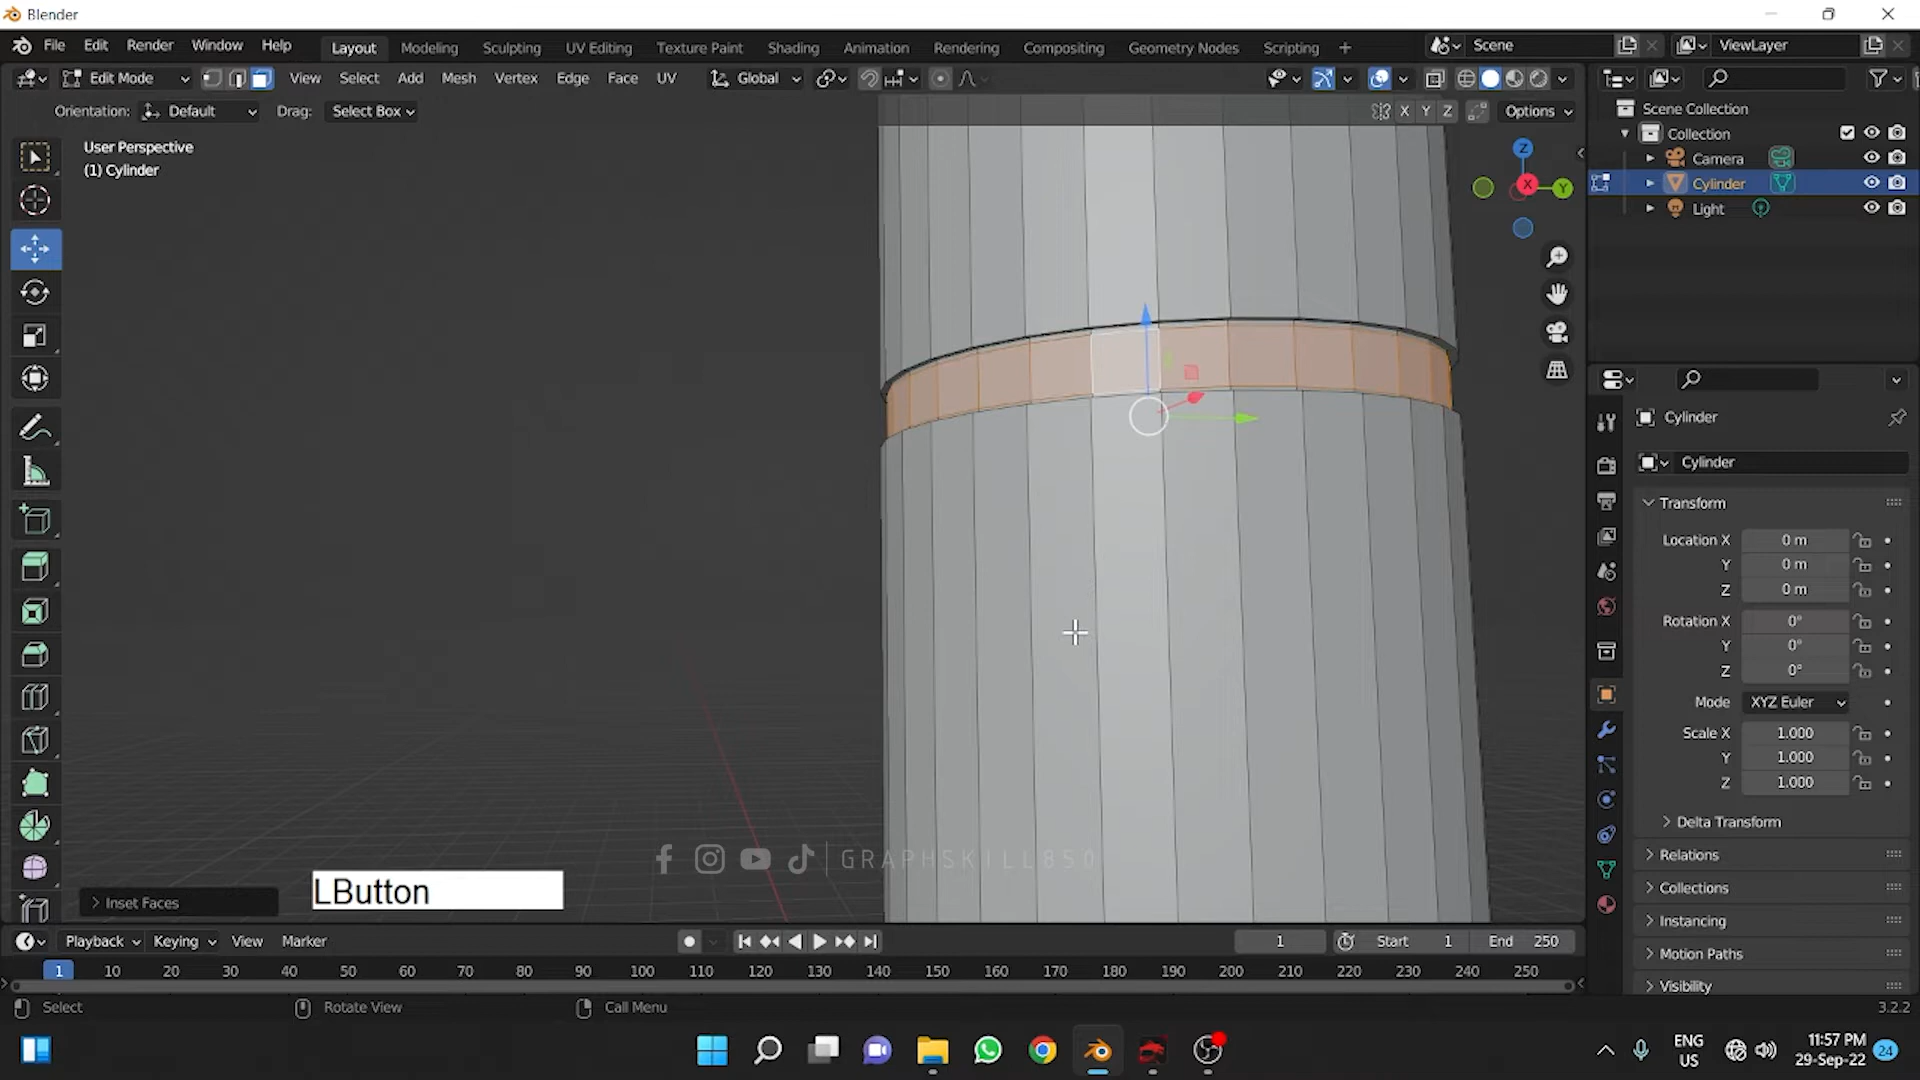 Blender
File Edit Render Window Help
Layout Modeling Sculpting UV Editing Texture Paint Shading Animation Rendering Compositing Geometry Nodes Scripting +
Scene
ViewLayer
Edit Mode View Select Add Mesh Vertex Edge Face UV Global
Orientation: Default Drag: Select Box
X Y Z Options
User Perspective
(1) Cylinder
Z
X
Y
Scene Collection
Collection
Camera
Cylinder
Light
Cylinder
Cylinder
Transform
Location X 0 m
Y 0 m
Z 0 m
Rotation X 0°
Y 0°
Z 0°
Mode XYZ Euler
Scale X 1.000
Y 1.000
Z 1.000
Delta Transform
Relations
Collections
Instancing
Motion Paths
Visibility
GRAPHSKILL850
Inset Faces
LButton
Playback Keying View Marker
1 Start 1 End 250
1 10 20 30 40 50 60 70 80 90 100 110 120 130 140 150 160 170 180 190 200 210 220 230 240 250
Select Rotate View Call Menu 3.2.2
ENG
US
11:57 PM
29-Sep-22
24